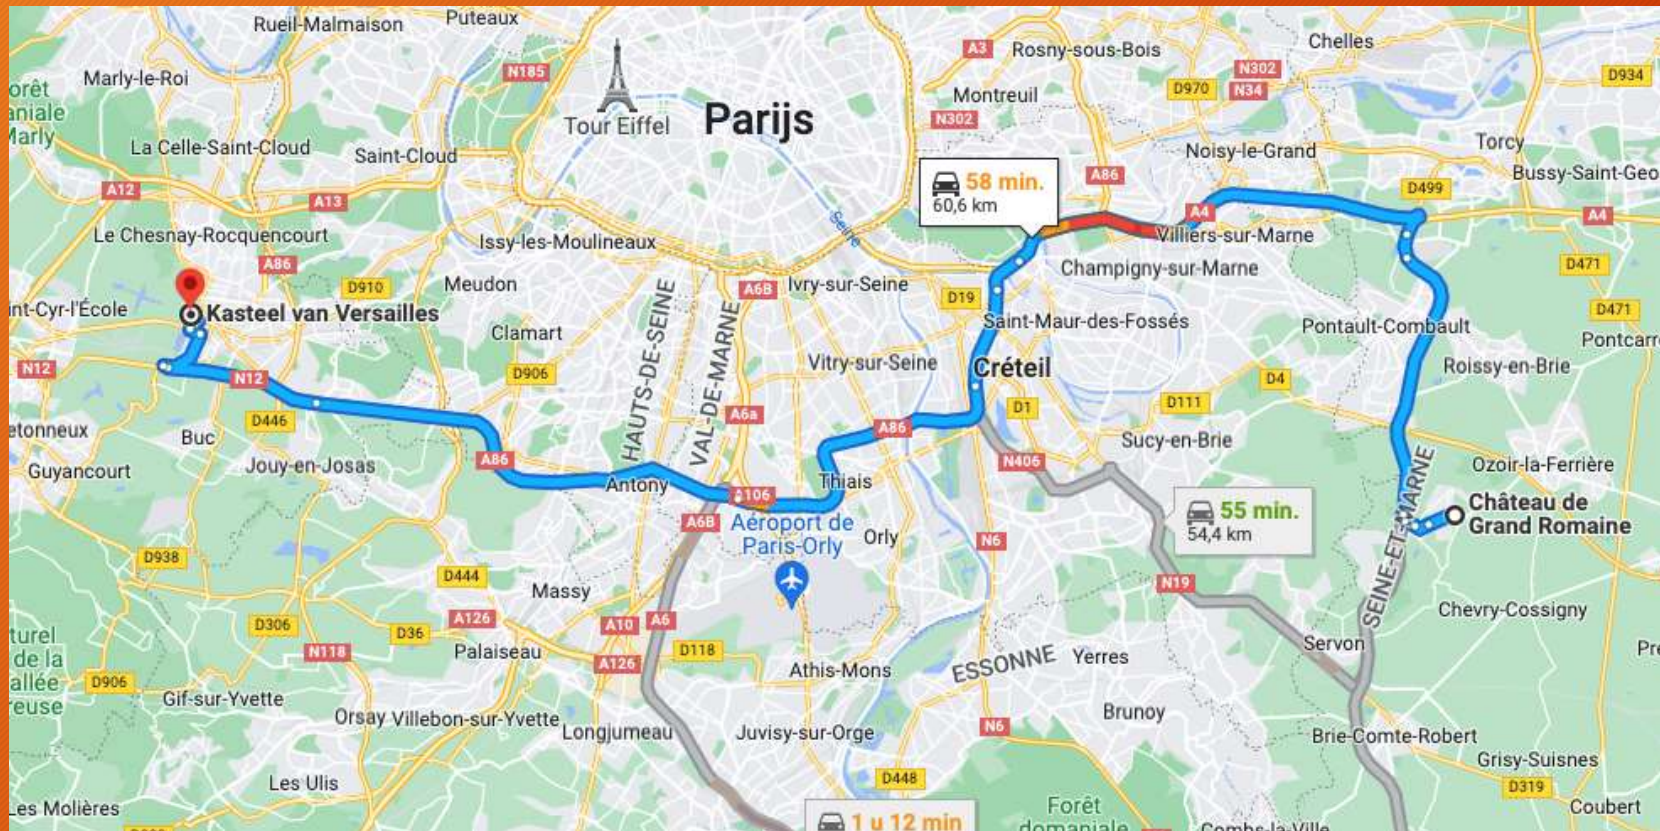 Rueil-Malmaison
Puteaux
A3
Rosny-sous-Bois
Chelles
Marly-le-Roi
N185
N302
D934
D970
N34
Montreuil
Parijs
Tour Eiffel
N302
La Celle-Saint-Cloud
Saint-Cloud
Noisy-le-Grand
Torcy
58 min.
60,6 km
A86
Bussy-Saint-Geo
A12
A13
D499
A4
A4
Seine
Le Chesnay-Rocquencourt
Issy-les-Moulineaux
Villiers-sur-Marne
A86
D910
Meudon
A6B
Ivry-sur-Seine
Champigny-sur-Marne
D471
D19
Kasteel van Versailles
Clamart
HAUTS-DE-SEINE
VAL-DE-MARNE
Saint-Maur-des-Fossés
Pontault-Combault
D471
N12
N12
D906
Vitry-sur-Seine
Créteil
D4
Roissy-en-Brie
D446
A6a
D1
D111
A86
Buc
Sucy-en-Brie
Guyancourt
Jouy-en-Josas
A86
N406
Ozoir-la-Ferrière
Antony
Thiais
A106
Château de
Grand Romaine
A6B
Aéroport de
Paris-Orly
Orly
55 min.
54,4 km
SEINE-ET-MARNE
D938
N6
D444
Massy
N19
Chevry-Cossigny
D306
D36
A126
A10
A6
N118
Palaiseau
A126
D118
Servon
D906
Gif-sur-Yvette
Athis-Mons
ESSONNE
Yerres
Orsay
Villebon-sur-Yvette
Longjumeau
Juvisy-sur-Orge
N6
Brunoy
Brie-Comte-Robert
Grisy-Suisnes
Les Ulis
D448
D319
Les Molières
1 u 12 min
Forêt
domaniale
Coubert